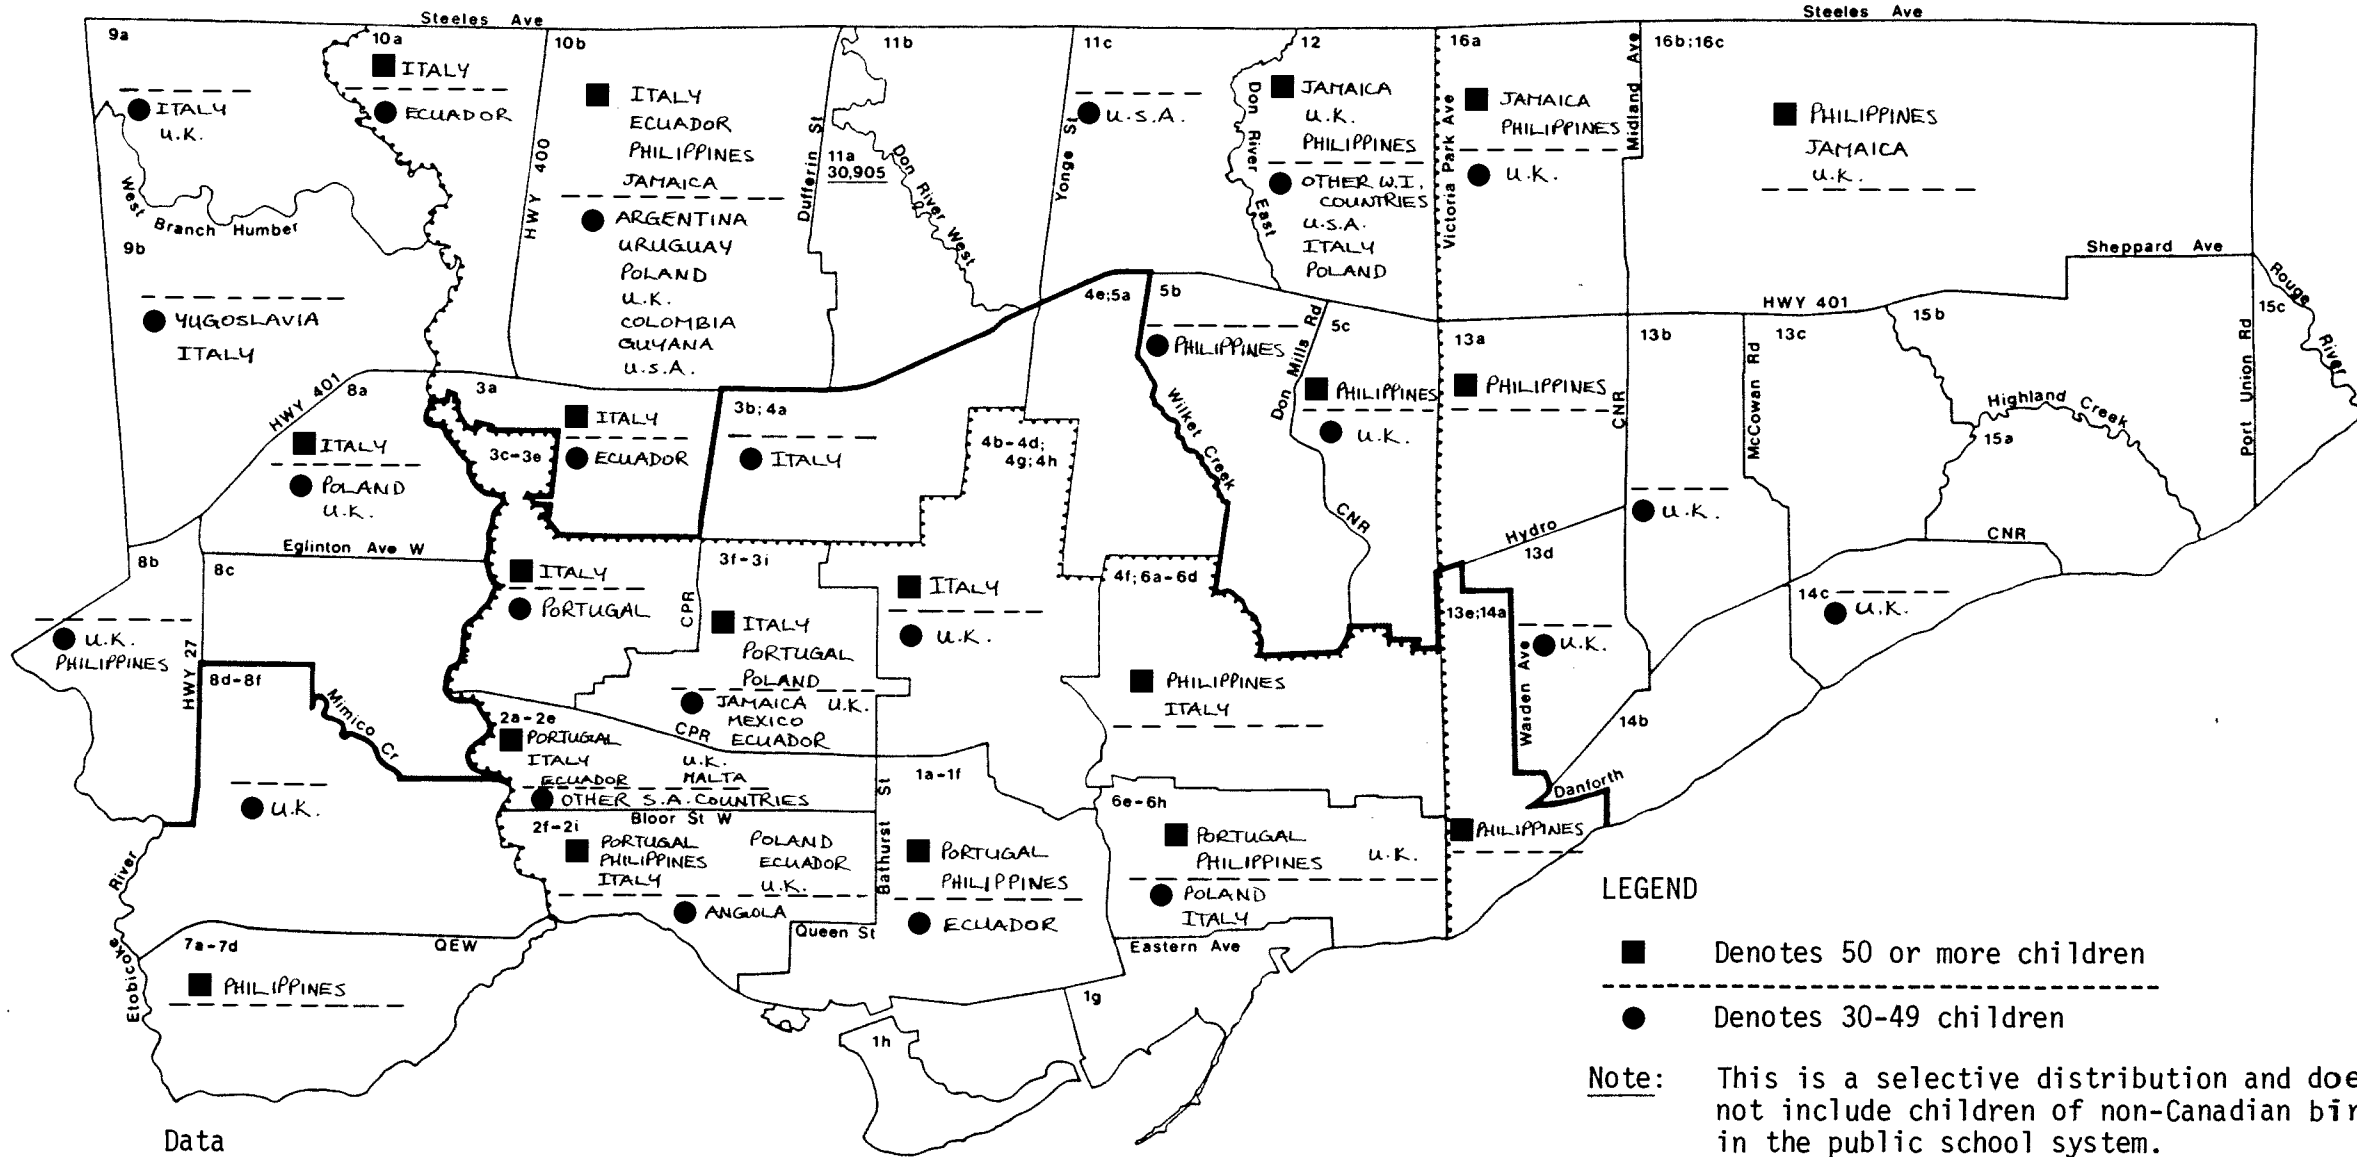 Steeles Ave
Steeles Ave
9a
ITALY
U.K.
West Branch Humber
9b
YUGOSLAVIA
ITALY
10a
ITALY
ECUADOR
HWY 400
10b
ITALY
ECUADOR
PHILIPPINES
JAMAICA
ARGENTINA
URUGUAY
POLAND
U.K.
COLOMBIA
GUYANA
U.S.A.
Dufferin St
11a
30,905
11b
Don River West
Yonge St
11c
U.S.A.
Don River East
12
JAMAICA
U.K.
PHILIPPINES
OTHER W.I.
COUNTRIES
U.S.A.
ITALY
POLAND
Victoria Park Ave
16a
JAMAICA
PHILIPPINES
U.K.
Midland Ave
16b;16c
PHILIPPINES
JAMAICA
U.K.
Sheppard Ave
HWY 401
Rouge River
15c
Port Union Rd
HWY 401
8a
ITALY
POLAND
U.K.
3a
ITALY
ECUADOR
3c-3e
3b; 4a
ITALY
4b-4d;
4g; 4h
4e;5a
5b
PHILIPPINES
Wilket Creek
Don Mills Rd
5c
PHILIPPINES
U.K.
CNR
13a
PHILIPPINES
CNR
13b
U.K.
McCowan Rd
13c
15b
Highland Creek
15a
CNR
Hydro
13d
U.K.
Eglinton Ave W
8b
U.K.
PHILIPPINES
8c
HWY 27
8d-8f
Mimico Cr
U.K.
ITALY
PORTUGAL
CPR
3f-3i
ITALY
PORTUGAL
POLAND
JAMAICA U.K.
MEXICO
ECUADOR
ITALY
U.K.
4f; 6a-6d
PHILIPPINES
ITALY
13e;14a
PHILIPPINES
Warden Ave
14b
14c
U.K.
Danforth
2a-2e
CPR
PORTUGAL
ITALY U.K.
ECUADOR MALTA
OTHER S.A. COUNTRIES
Bloor St W
2f-2i
PORTUGAL POLAND
PHILIPPINES ECUADOR
ITALY U.K.
ANGOLA
Bathurst St
Queen St
1a-1f
PORTUGAL
PHILIPPINES
ECUADOR
6e-6h
PORTUGAL
PHILIPPINES U.K.
POLAND
ITALY
Eastern Ave
Etobicoke River
7a-7d
QEW
PHILIPPINES
1g
1h
LEGEND
Denotes 50 or more children
Denotes 30-49 children
Note: This is a selective distribution and doe
not include children of non-Canadian bir
in the public school system.
Data